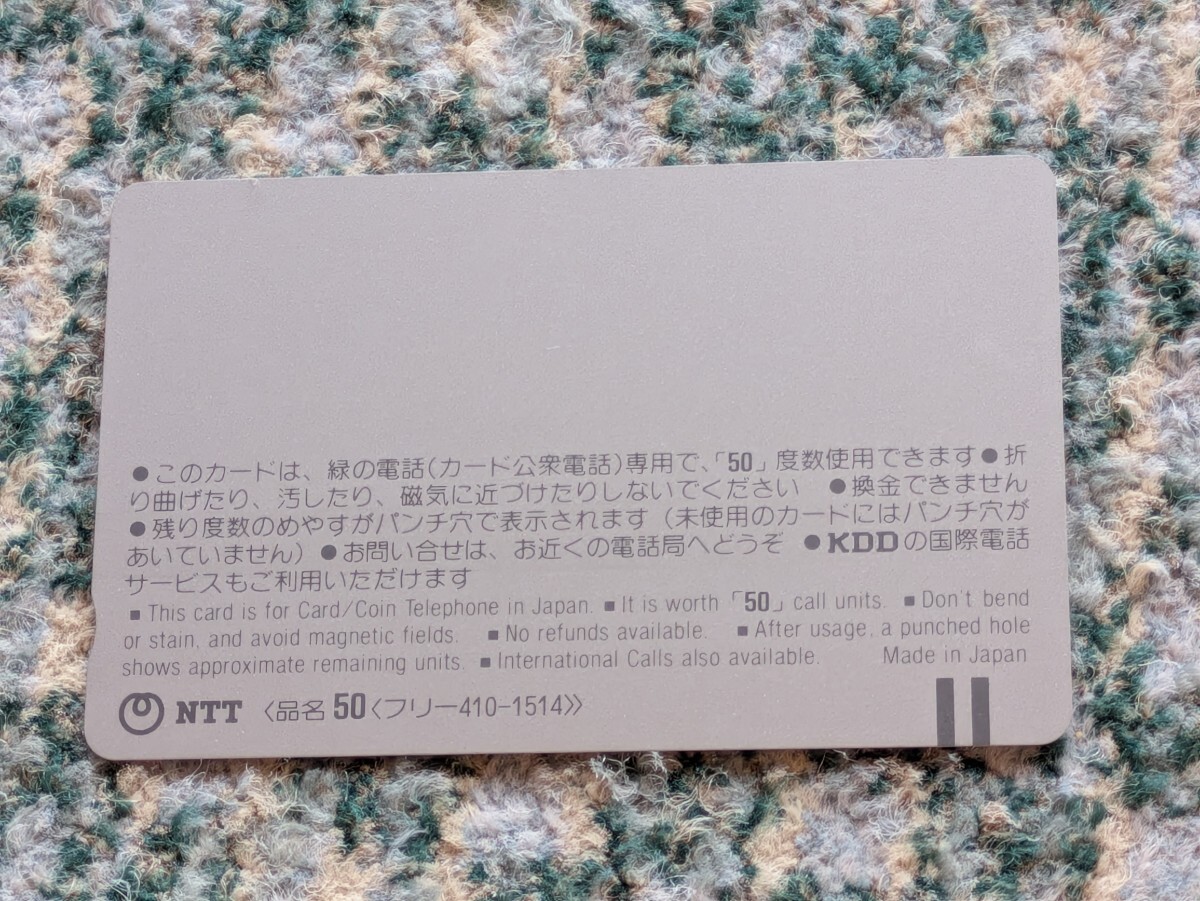 ●このカードは、緑の電話(カード公衆電話)専用で、「50」度数使用できます●折
り曲げたり、汚したり、磁気に近づけたりしないでください ●換金できません
●残り度数のめやすがパンチ穴で表示されます(未使用のカードにはパンチ穴が
あいていません)●お問い合せは、お近くの電話局へどうぞ ●KDDの国際電話
サービスもご利用いただけます
■This card is for Card/Coin Telephone in Japan. ■It is worth 「50」 call units. ■Don't bend
or stain, and avoid magnetic fields. ■No refunds available. ■After usage, a punched hole
shows approximate remaining units. ■International Calls also available. Made in Japan
NTT 〈品名 50〈フリー410-1514〉〉